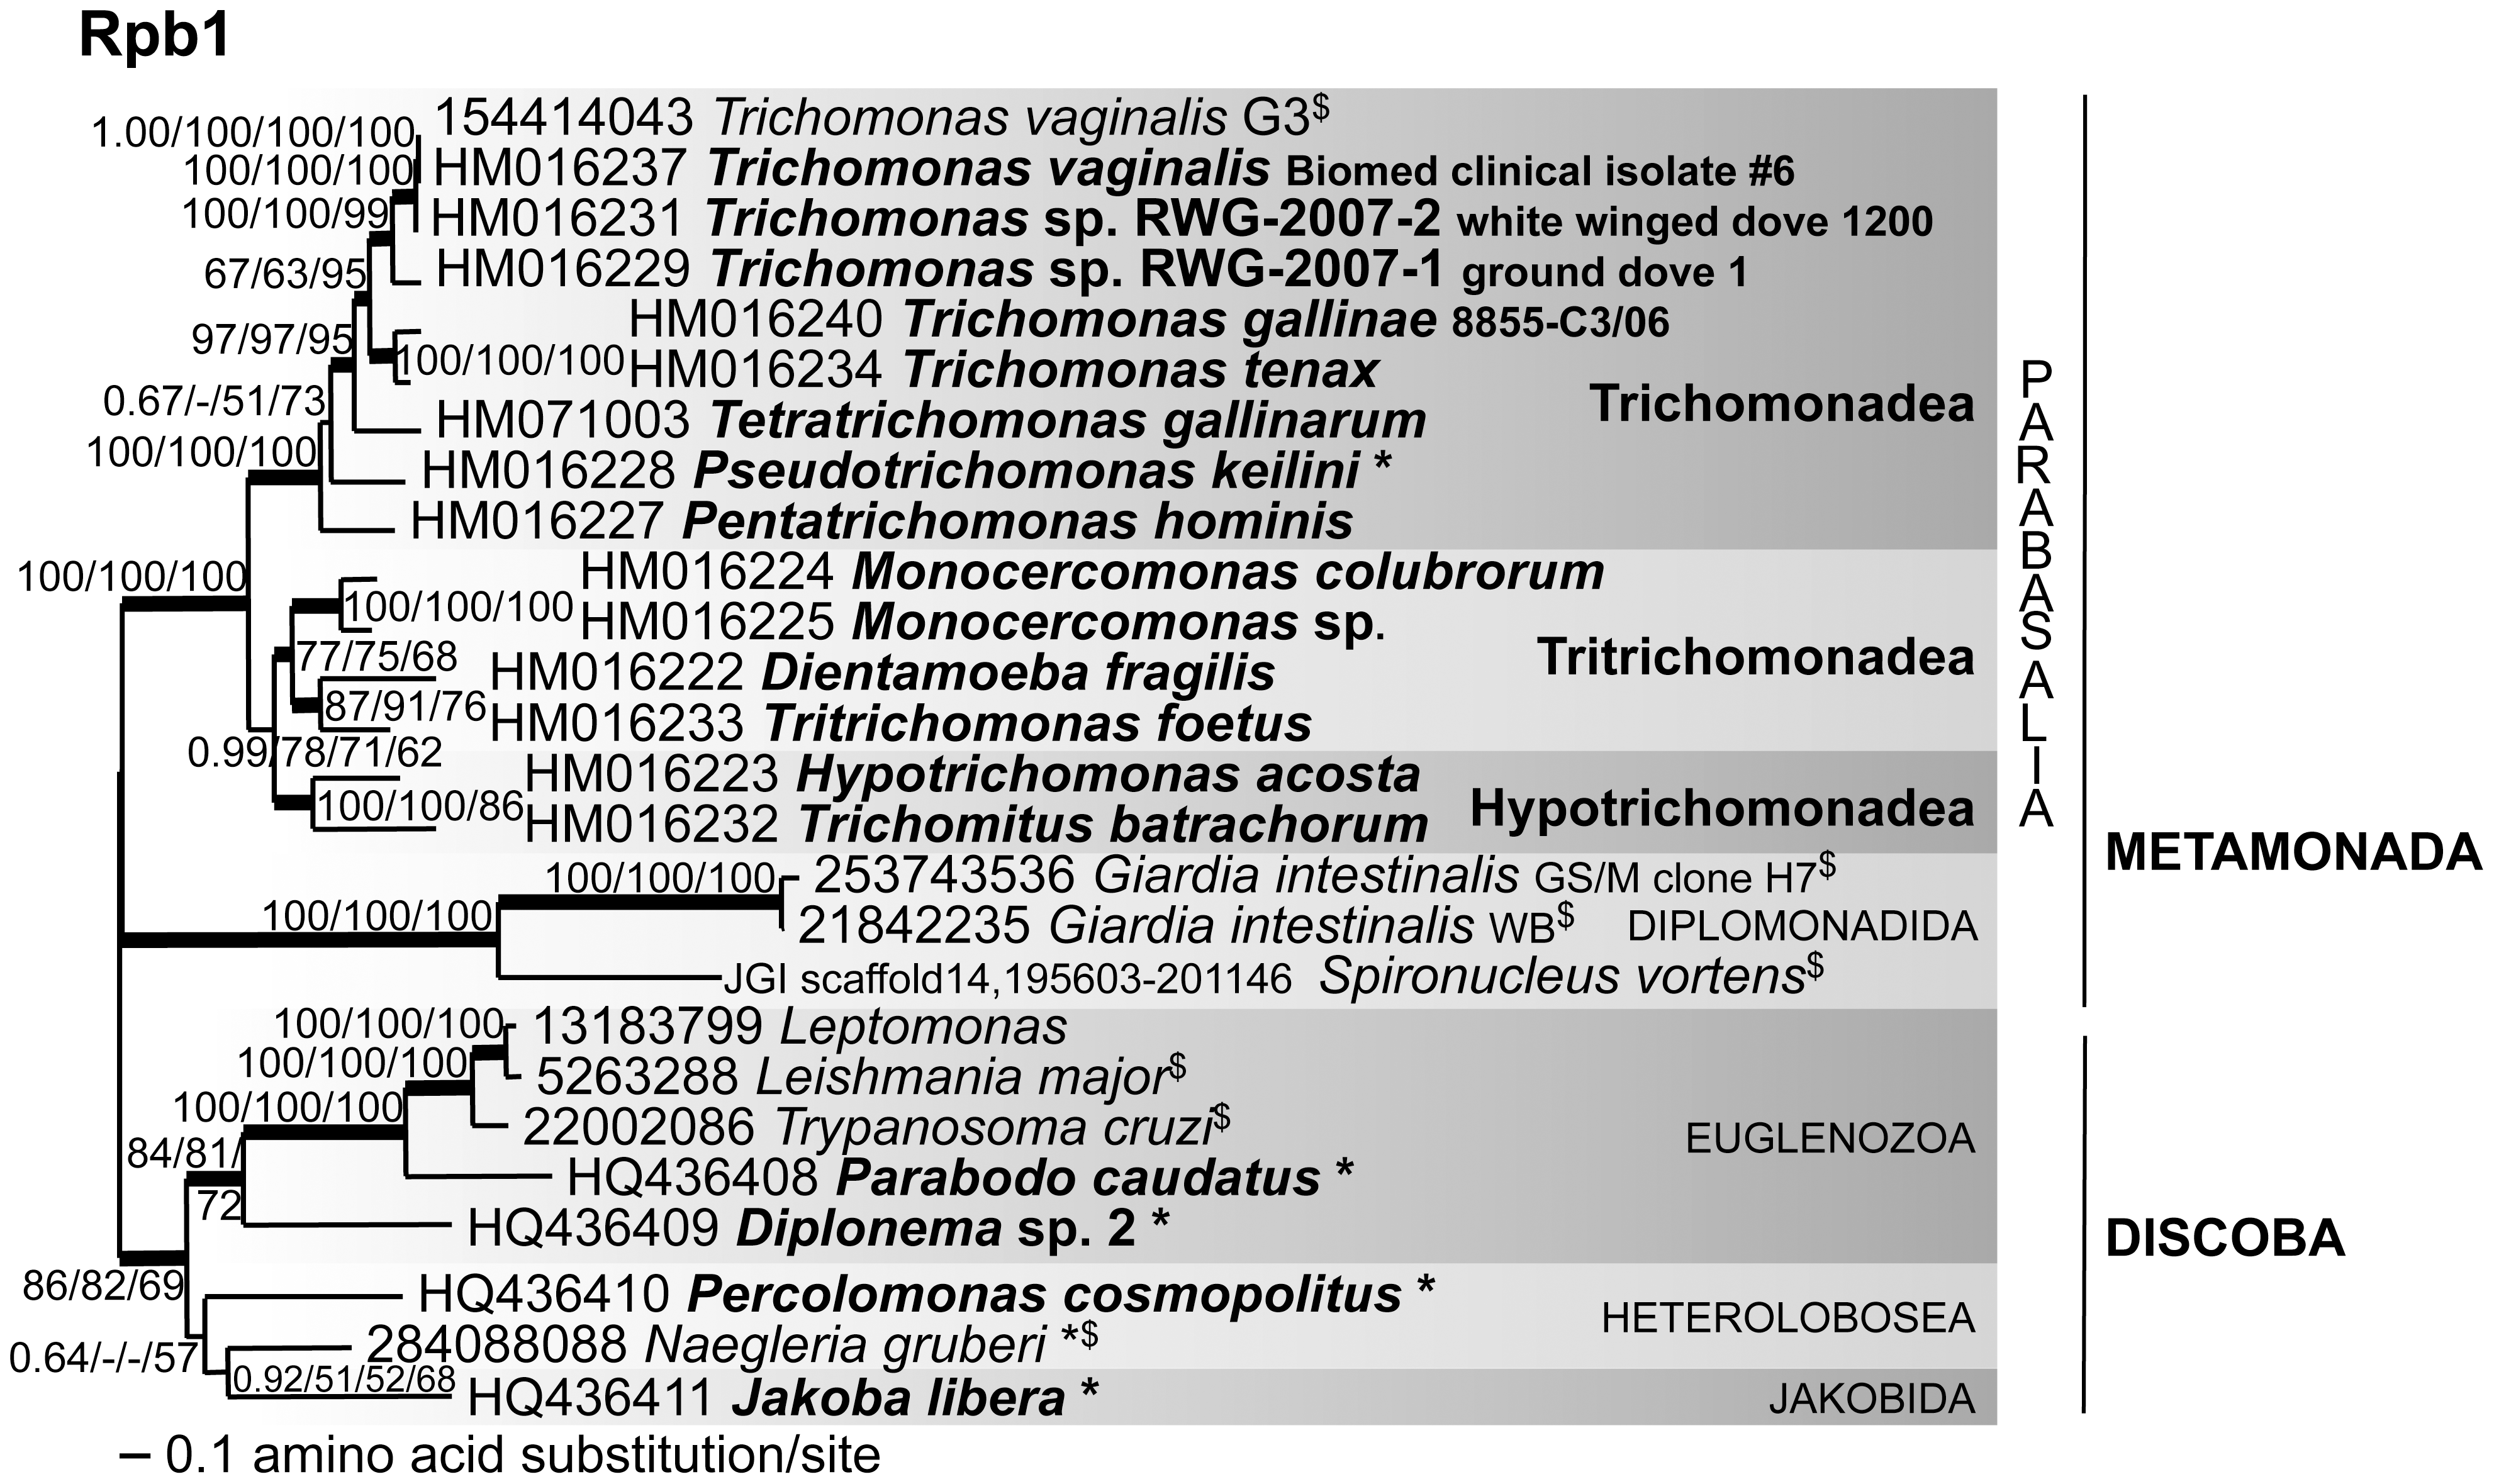 Rpb1
1.00/100/100/100
154414043 Trichomonas vaginalis G3$
100/100/100
HM016237 Trichomonas vaginalis Biomed clinical isolate #6
100/100/99
HM016231 Trichomonas sp. RWG-2007-2 white winged dove 1200
67/63/95
HM016229 Trichomonas sp. RWG-2007-1 ground dove 1
HM016240 Trichomonas gallinae 8855-C3/06
97/97/95
100/100/100
HM016234 Trichomonas tenax
0.67/-/51/73
HM071003 Tetratrichomonas gallinarum
Trichomonadea
100/100/100
HM016228 Pseudotrichomonas keilini *
HM016227 Pentatrichomonas hominis
100/100/100
HM016224 Monocercomonas colubrorum
100/100/100
HM016225 Monocercomonas sp.
77/75/68
HM016222 Dientamoeba fragilis
Tritrichomonadea
87/91/76
HM016233 Tritrichomonas foetus
0.99/78/71/62
HM016223 Hypotrichomonas acosta
100/100/86
HM016232 Trichomitus batrachorum
Hypotrichomonadea
PARABASALIA
METAMONADA
100/100/100
253743536 Giardia intestinalis GS/M clone H7$
100/100/100
21842235 Giardia intestinalis WB$
DIPLOMONADIDA
JGI scaffold14,195603-201146 Spironucleus vortens$
100/100/100
13183799 Leptomonas
100/100/100
5263288 Leishmania major$
100/100/100
22002086 Trypanosoma cruzi$
EUGLENOZOA
84/81/
72
HQ436408 Parabodo caudatus *
HQ436409 Diplonema sp. 2 *
DISCOBA
86/82/69
HQ436410 Percolomonas cosmopolitus *
HETEROLOBOSEA
284088088 Naegleria gruberi *$
0.64/-/-/57
0.92/51/52/68
HQ436411 Jakoba libera *
JAKOBIDA
0.1 amino acid substitution/site